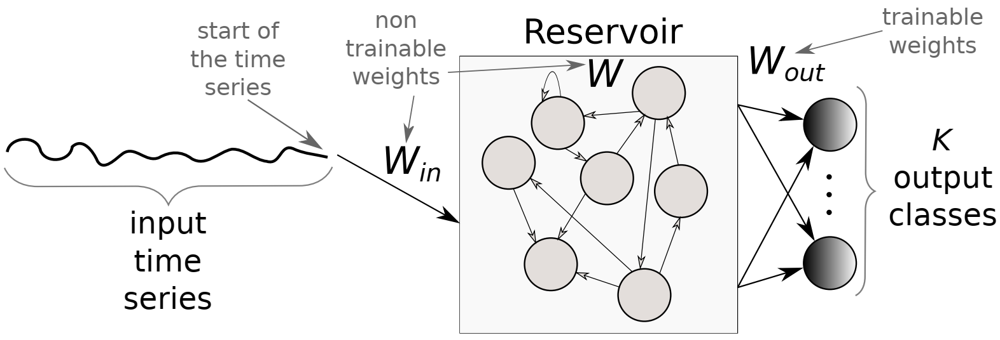 start of
the time
series
non
trainable
weights
Reservoir
W
trainable
weights
W_out
W_in
input
time
series
K
output
classes